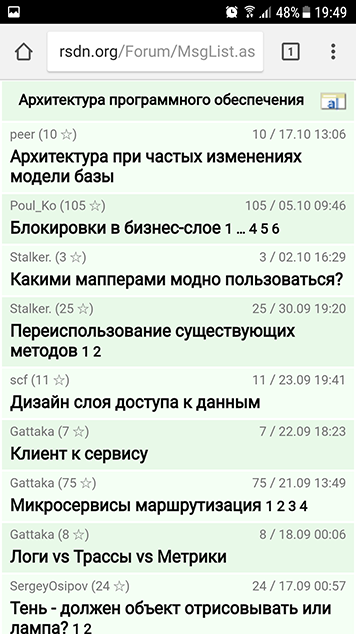 48% 19:49
rsdn.org/Forum/MsgList.as 1
Архитектура программного обеспечения a
peer (10 ☆) 10 / 17.10 13:06
Архитектура при частых изменениях
модели базы
Poul_Ko (105 ☆) 105 / 05.10 09:46
Блокировки в бизнес-слое 1 ... 4 5 6
Stalker. (3 ☆) 3 / 02.10 16:29
Какими мапперами модно пользоваться?
Stalker. (25 ☆) 25 / 30.09 19:20
Переиспользование существующих
методов 1 2
scf (11 ☆) 11 / 23.09 19:41
Дизайн слоя доступа к данным
Gattaka (7 ☆) 7 / 22.09 18:23
Клиент к сервису
Gattaka (75 ☆) 75 / 21.09 13:49
Микросервисы маршрутизация 1 2 3 4
Gattaka (8 ☆) 8 / 18.09 00:06
Логи vs Трассы vs Метрики
SergeyOsipov (24 ☆) 24 / 17.09 00:57
Тень - должен объект отрисовывать или
лампа? 1 2